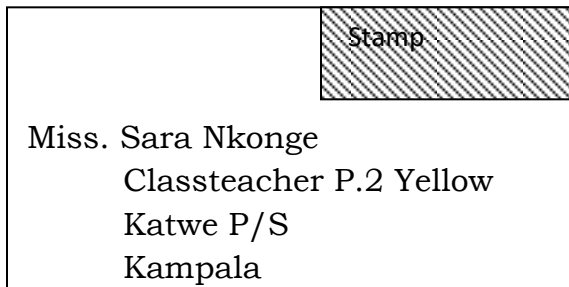 Stamp
Miss. Sara Nkonge
Classteacher P.2 Yellow
Katwe P/S
Kampala